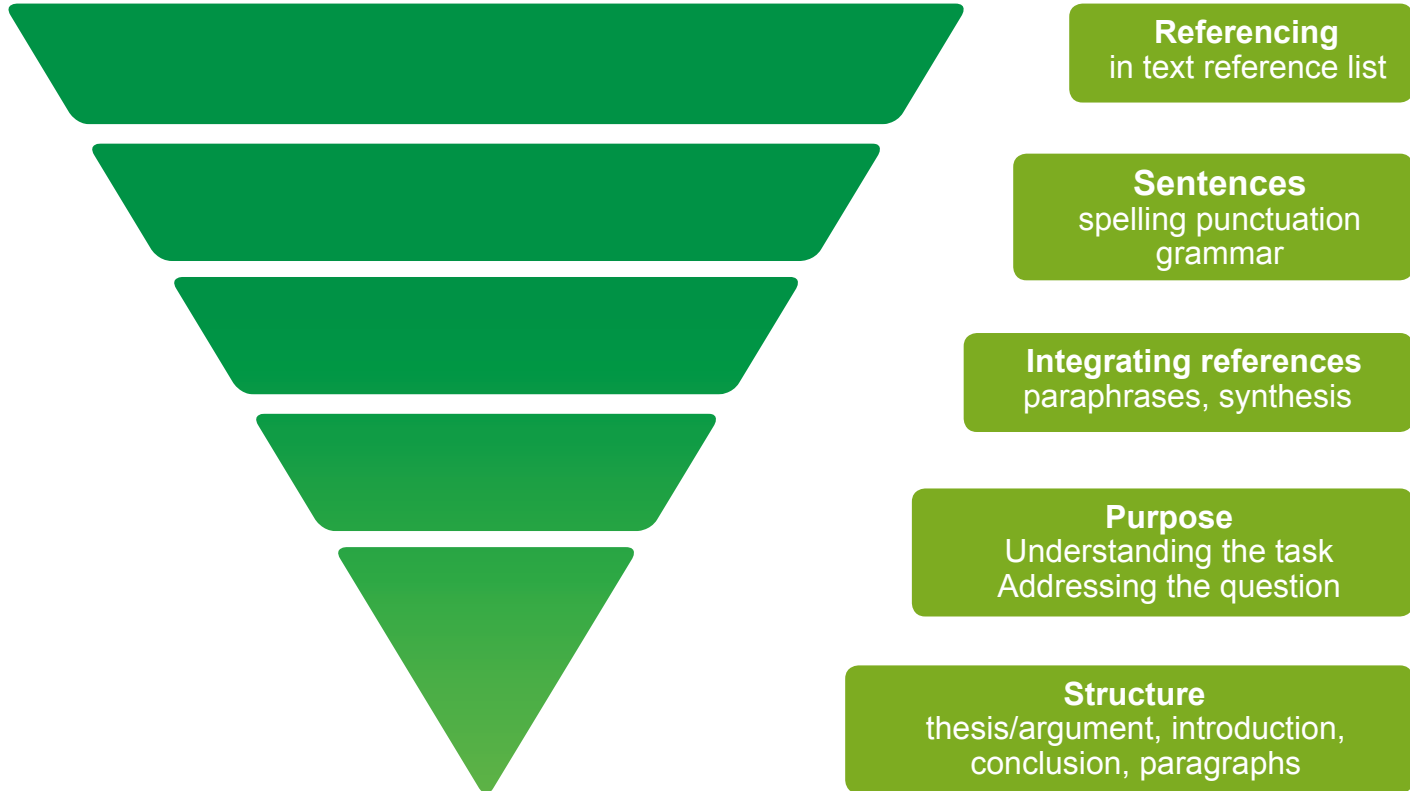 Referencing
in text reference list
Sentences
spelling punctuation
grammar
Integrating references
paraphrases, synthesis
Purpose
Understanding the task
Addressing the question
Structure
thesis/argument, introduction,
conclusion, paragraphs